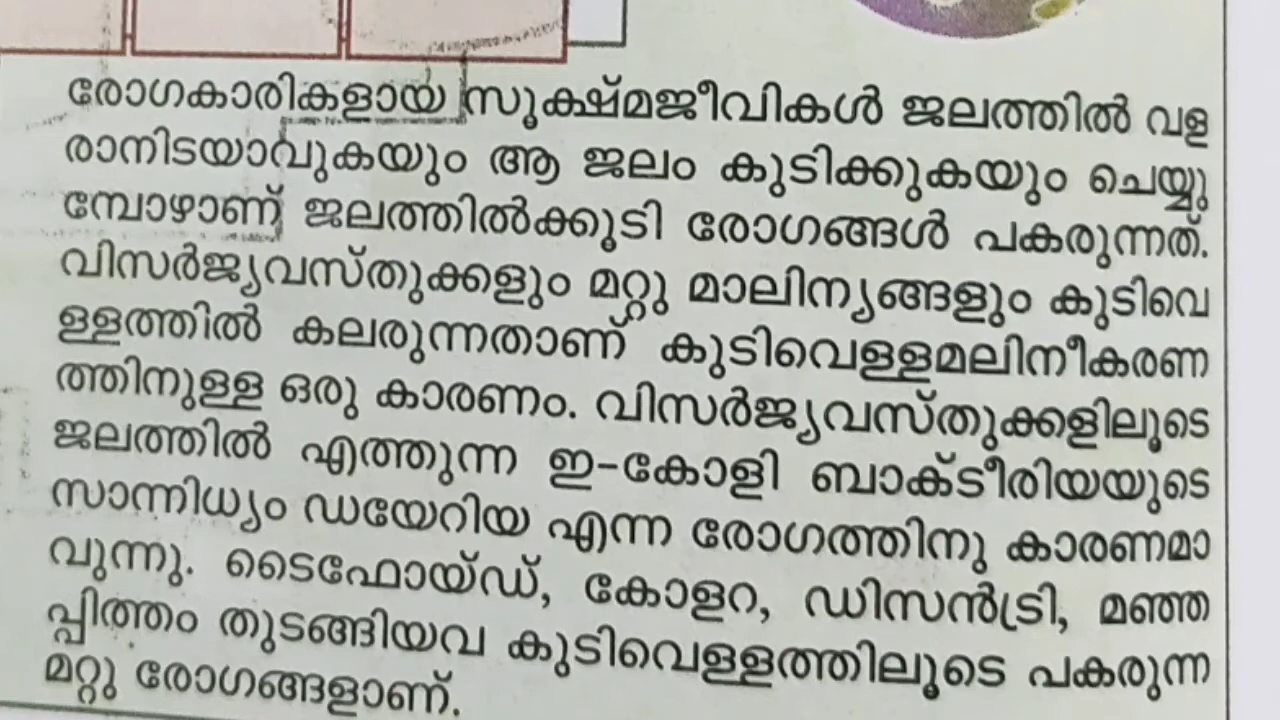 രോഗകാരികളായ സൂക്ഷ്മജീവികൾ ജലത്തിൽ വള
രാനിടയാവുകയും ആ ജലം കുടിക്കുകയും ചെയ്യു
മ്പോഴാണ് ജലത്തിൽക്കൂടി രോഗങ്ങൾ പകരുന്നത്.
വിസർജ്യവസ്തുക്കളും മറ്റു മാലിന്യങ്ങളും കുടിവെ
ള്ളത്തിൽ കലരുന്നതാണ് കുടിവെള്ളമലിനീകരണ
ത്തിനുള്ള ഒരു കാരണം. വിസർജ്യവസ്തുക്കളിലൂടെ
ജലത്തിൽ എത്തുന്ന ഇ-കോളി ബാക്ടീരിയയുടെ
സാന്നിധ്യം ഡയേറിയ എന്ന രോഗത്തിനു കാരണമാ
വുന്നു. ടൈഫോയ്ഡ്, കോളറ, ഡിസൻട്രി, മഞ്ഞ
പ്പിത്തം തുടങ്ങിയവ കുടിവെള്ളത്തിലൂടെ പകരുന്ന
മറ്റു രോഗങ്ങളാണ്.